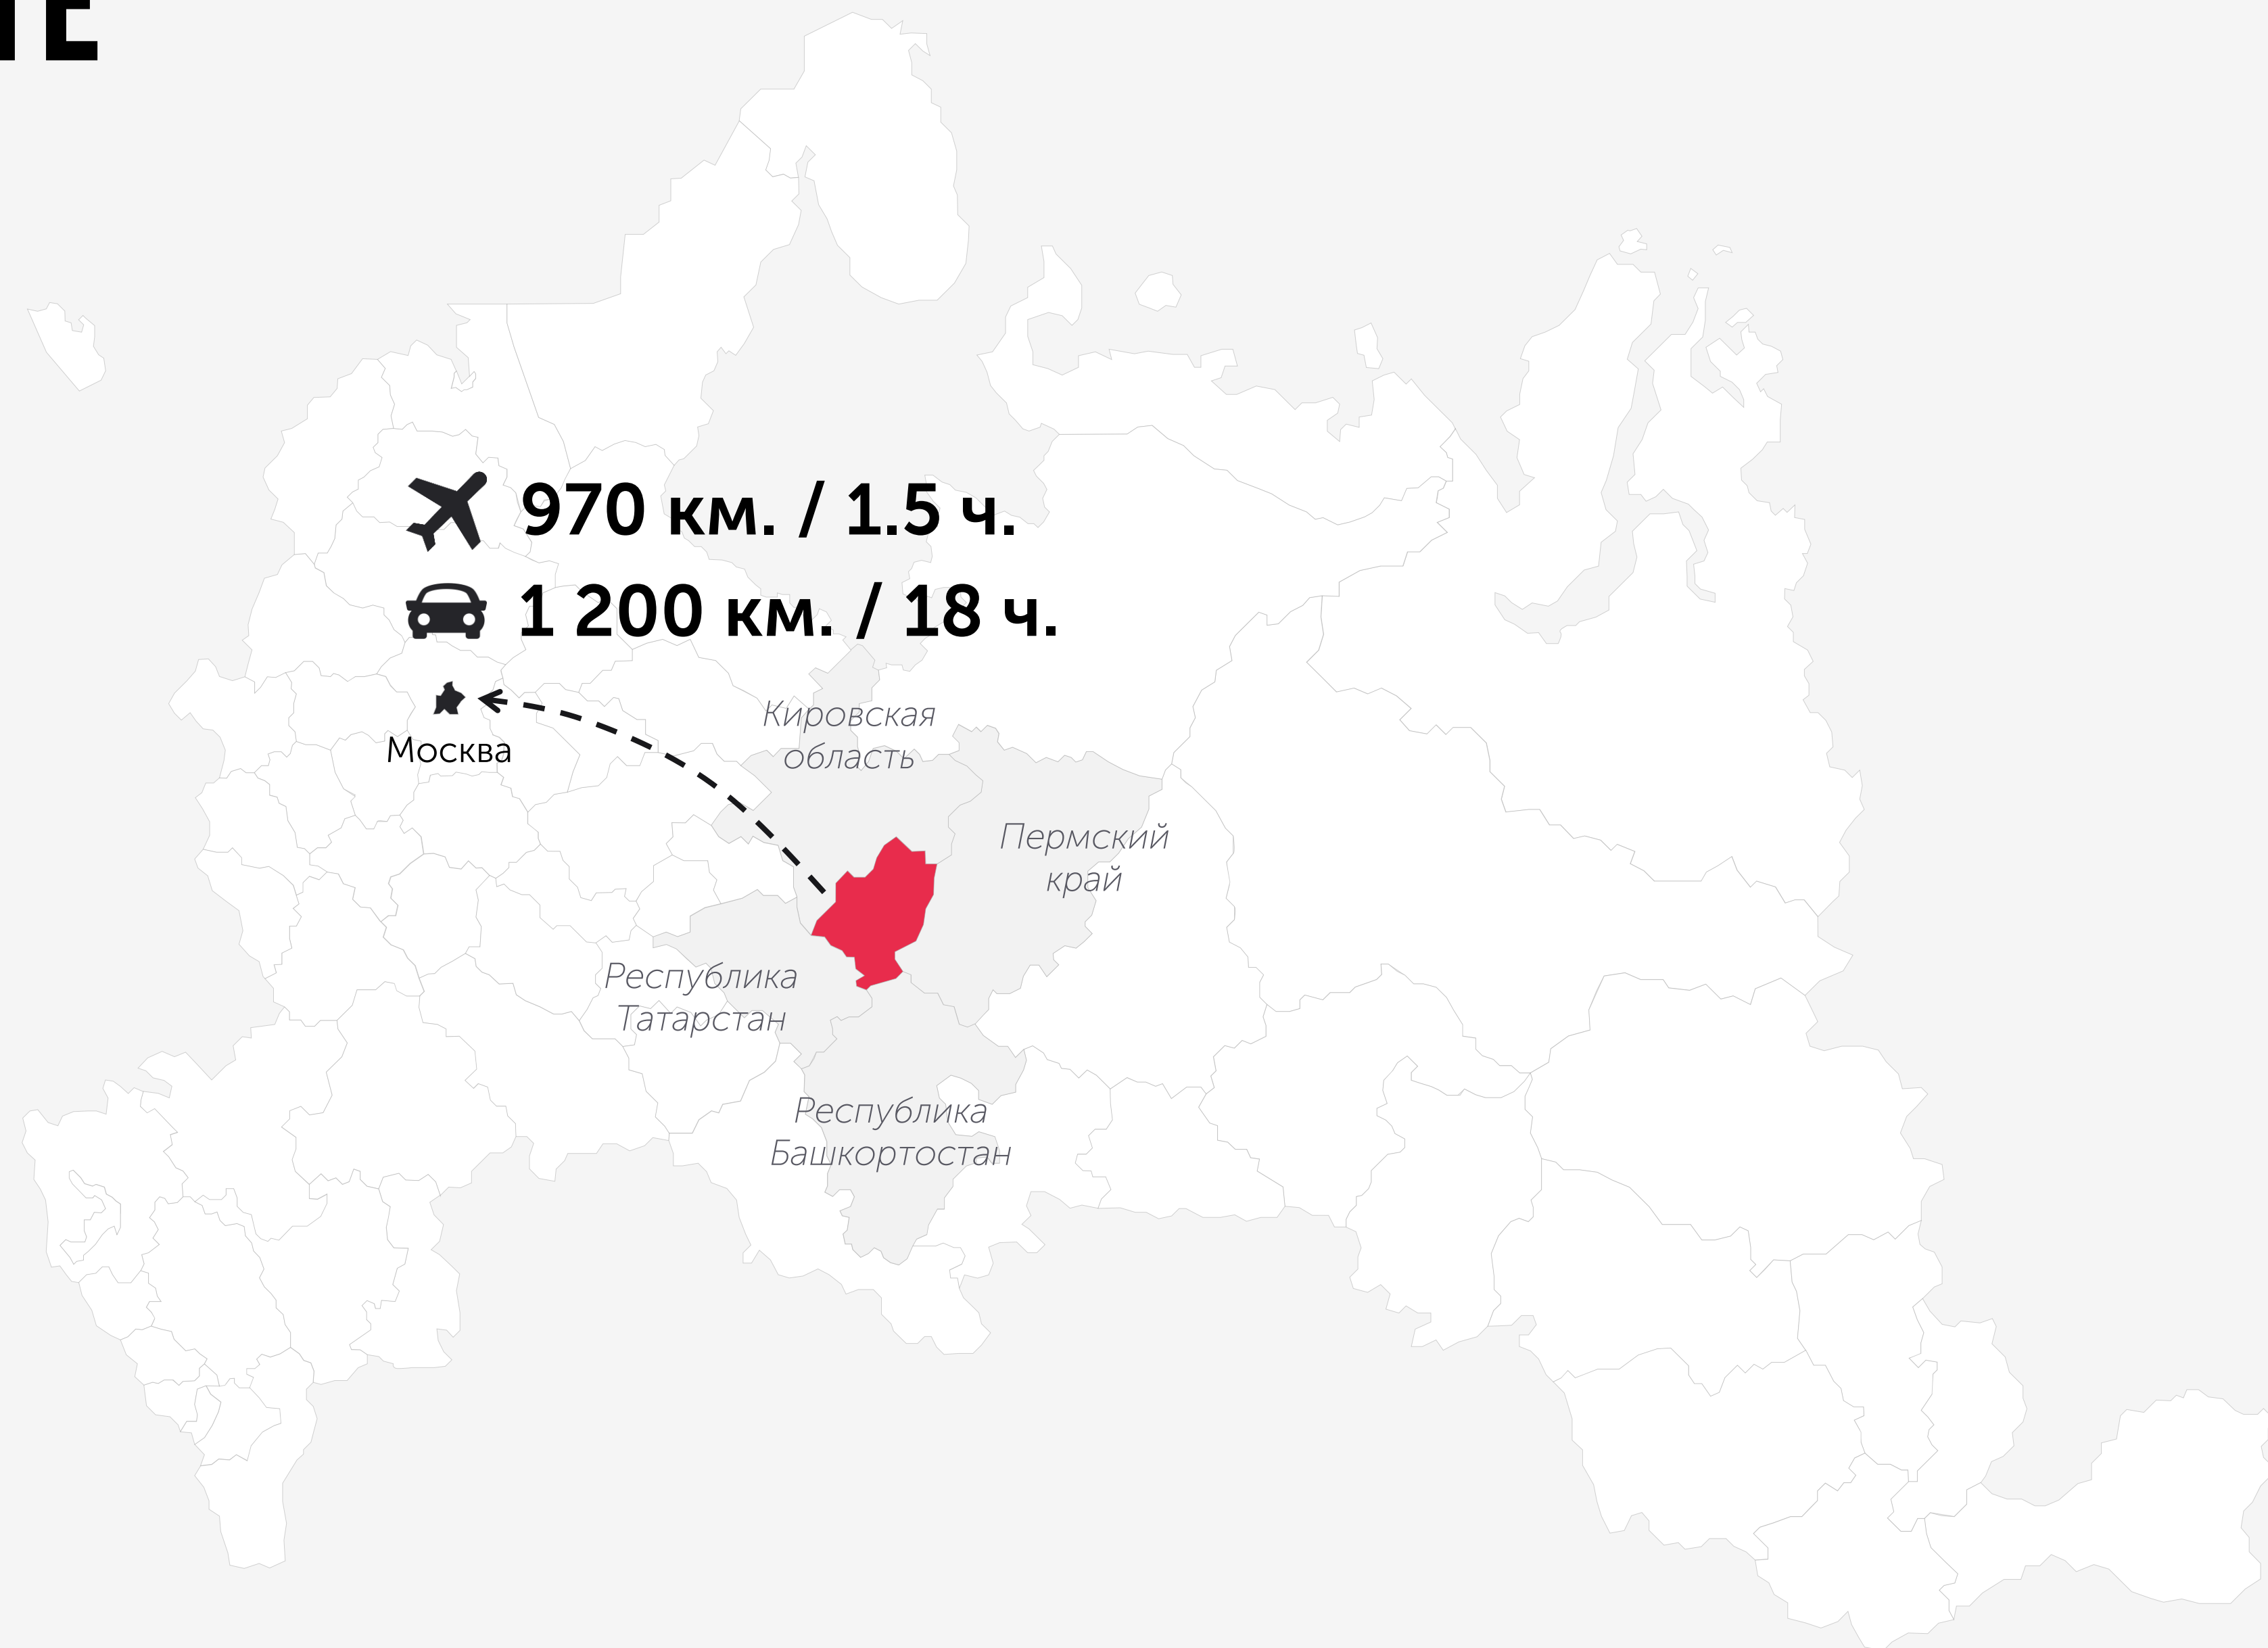 970 км. / 1.5 ч.
1 200 км. / 18 ч.
Москва
Кировская
область
Пермский
край
Республика
Татарстан
Республика
Башкортостан